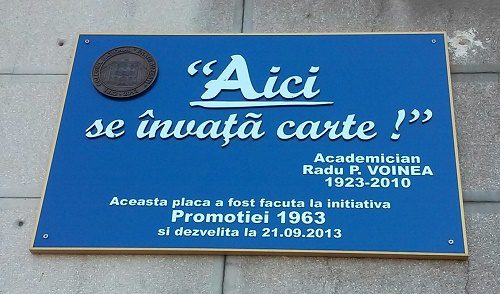 “Aici
se învață carte !”
Academician
Radu P. VOINEA
1923-2010
Aceasta placa a fost facuta la initiativa
Promotiei 1963
si dezvelita la 21.09.2013